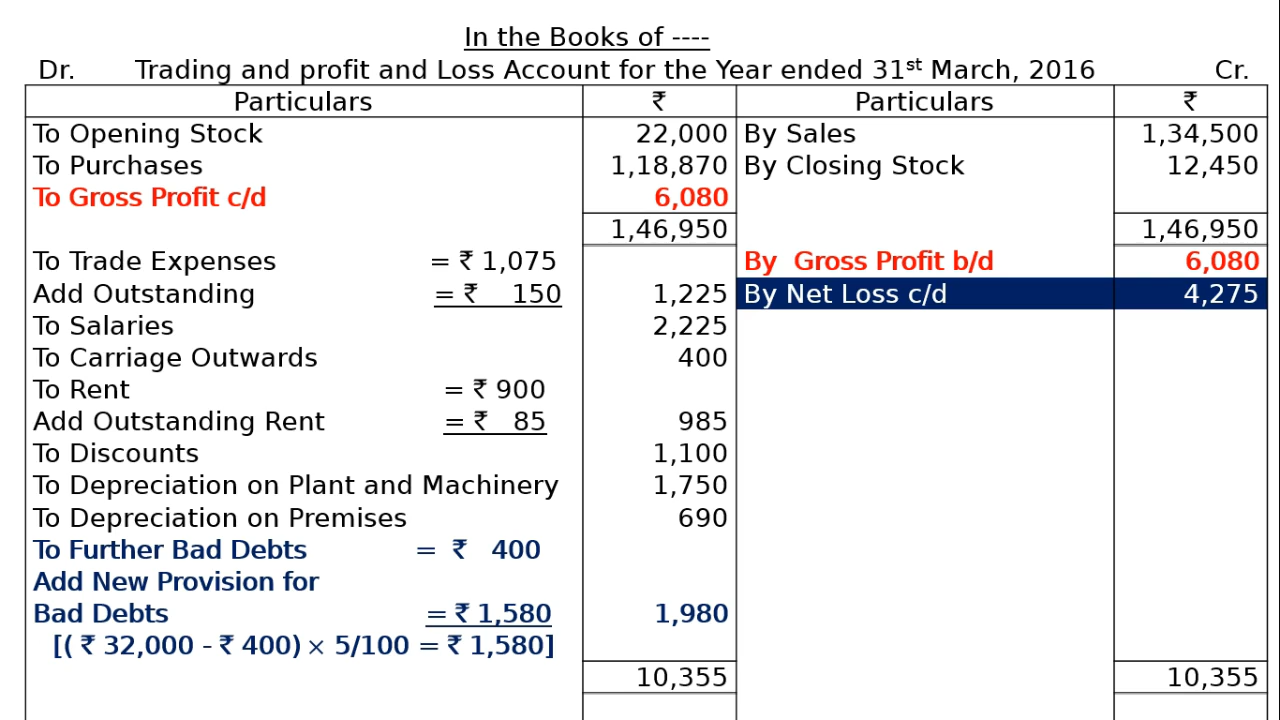 In the Books of ----
Dr. Trading and profit and Loss Account for the Year ended 31st March, 2016 Cr.
Particulars ₹ Particulars ₹
To Opening Stock 22,000 By Sales 1,34,500
To Purchases 1,18,870 By Closing Stock 12,450
To Gross Profit c/d 6,080
1,46,950 1,46,950
To Trade Expenses = ₹ 1,075 By Gross Profit b/d 6,080
Add Outstanding = ₹ 150 1,225 By Net Loss c/d 4,275
To Salaries 2,225
To Carriage Outwards 400
To Rent = ₹ 900
Add Outstanding Rent = ₹ 85 985
To Discounts 1,100
To Depreciation on Plant and Machinery 1,750
To Depreciation on Premises 690
To Further Bad Debts = ₹ 400
Add New Provision for
Bad Debts = ₹ 1,580 1,980
[( ₹ 32,000 - ₹ 400) × 5/100 = ₹ 1,580]
10,355 10,355